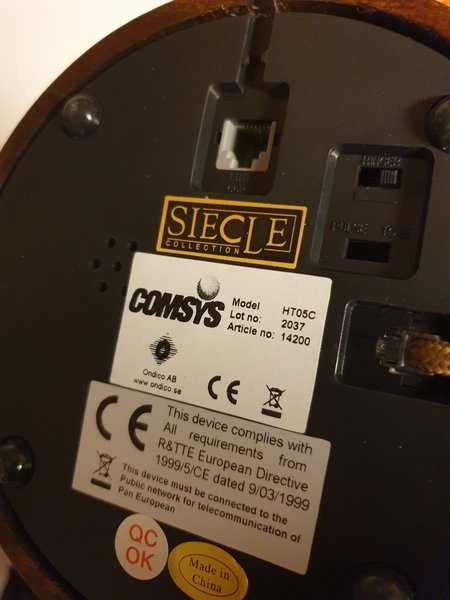 LINE
CORD
RINGER
PULSE TONE
SIECLE
COLLECTION
COMSYS
Model HT05C
Lot no: 2037
Article no: 14200
Ondico AB
www.ondico.se
CE
CE
This device complies with
All requirements from
R&TTE European Directive
1999/5/CE dated 9/03/1999
This device must be connected to the
Public network for telecommunication of
Pan European
QC
OK
Made in
China